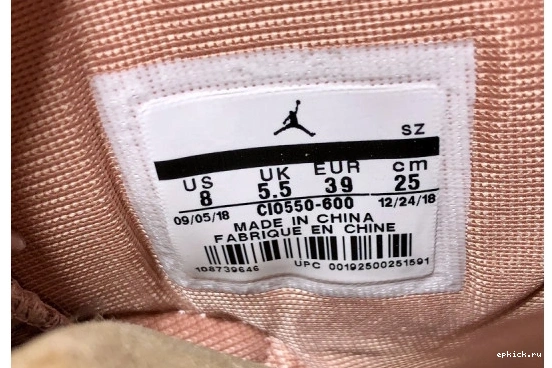 SZ
US UK EUR cm
8 5.5 39 25
09/05/18 CI0550-600 12/24/18
MADE IN CHINA
FABRIQUE EN CHINE
108739646 UPC 00192500251591
epkick.ru